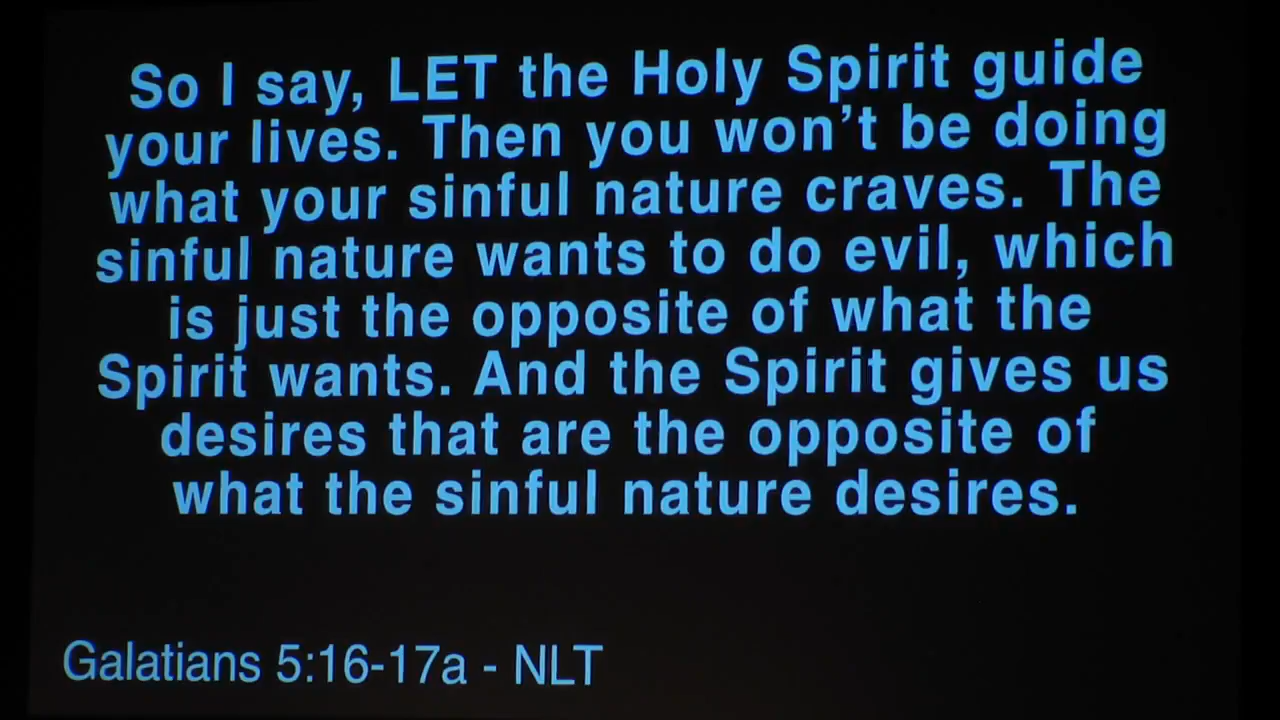 So I say, LET the Holy Spirit guide
your lives. Then you won't be doing
what your sinful nature craves. The
sinful nature wants to do evil, which
is just the opposite of what the
Spirit wants. And the Spirit gives us
desires that are the opposite of
what the sinful nature desires.
Galatians 5:16-17a - NLT